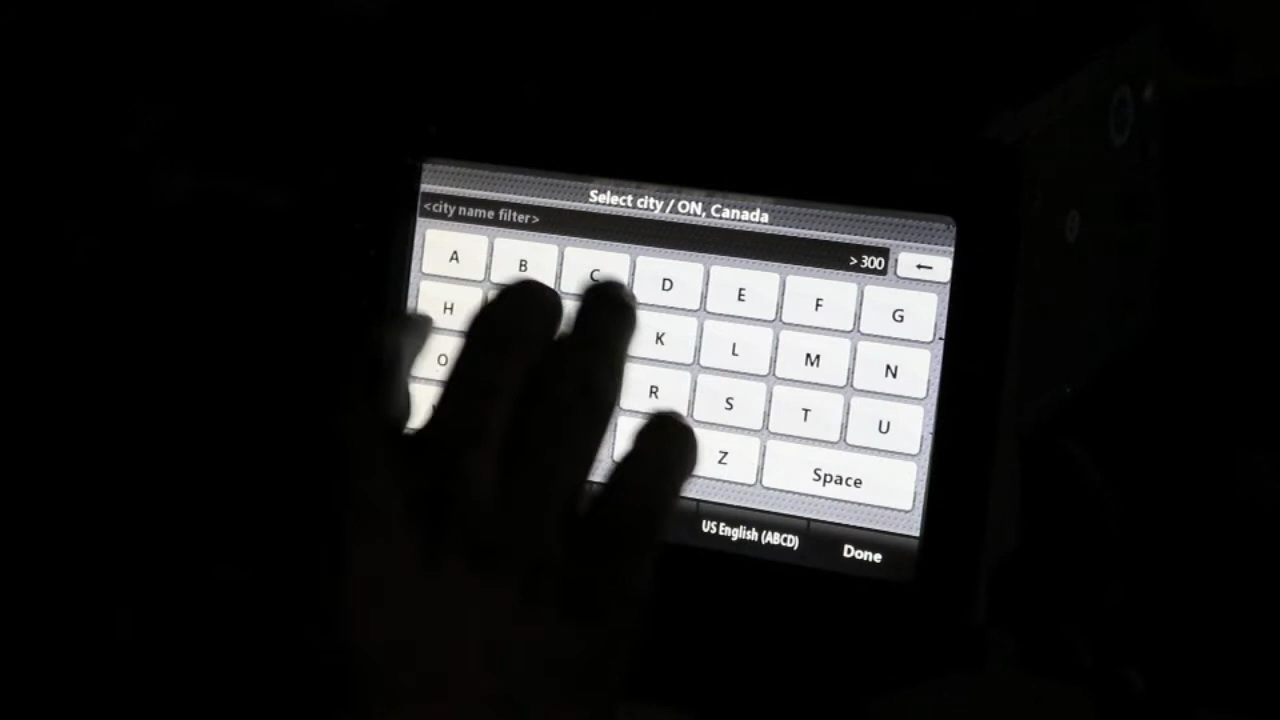 Select city / ON, Canada
<city name filter>
> 300 ←
A B C D E F G
H K L M N
O R S T U
Z Space
US English (ABCD) Done